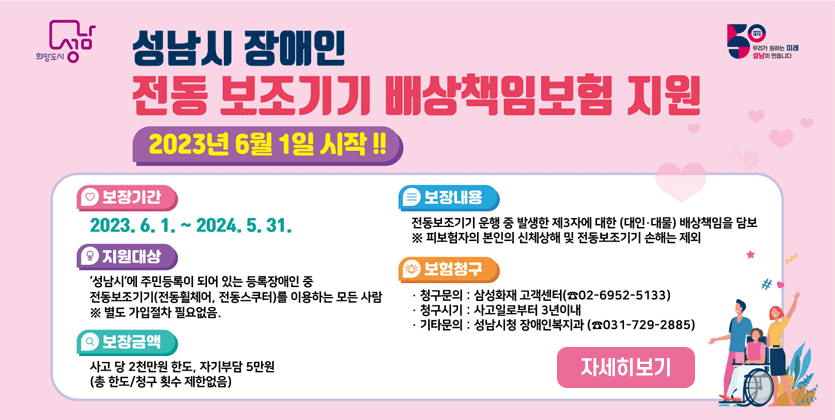 성남
희망도시
50
우리가 원하는 미래
성남이 만듭니다
성남시 장애인
전동 보조기기 배상책임보험 지원
2023년 6월 1일 시작 !!
보장기간
2023. 6. 1. ~ 2024. 5. 31.
지원대상
'성남시'에 주민등록이 되어 있는 등록장애인 중
전동보조기기(전동휠체어, 전동스쿠터)를 이용하는 모든 사람
※ 별도 가입절차 필요없음.
보장금액
사고 당 2천만원 한도, 자기부담 5만원
(총 한도/청구 횟수 제한없음)
보장내용
전동보조기기 운행 중 발생한 제3자에 대한 (대인·대물) 배상책임을 담보
※ 피보험자의 본인의 신체상해 및 전동보조기기 손해는 제외
보험청구
· 청구문의 : 삼성화재 고객센터(☎02-6952-5133)
· 청구시기 : 사고일로부터 3년이내
· 기타문의 : 성남시청 장애인복지과 (☎031-729-2885)
자세히보기
#